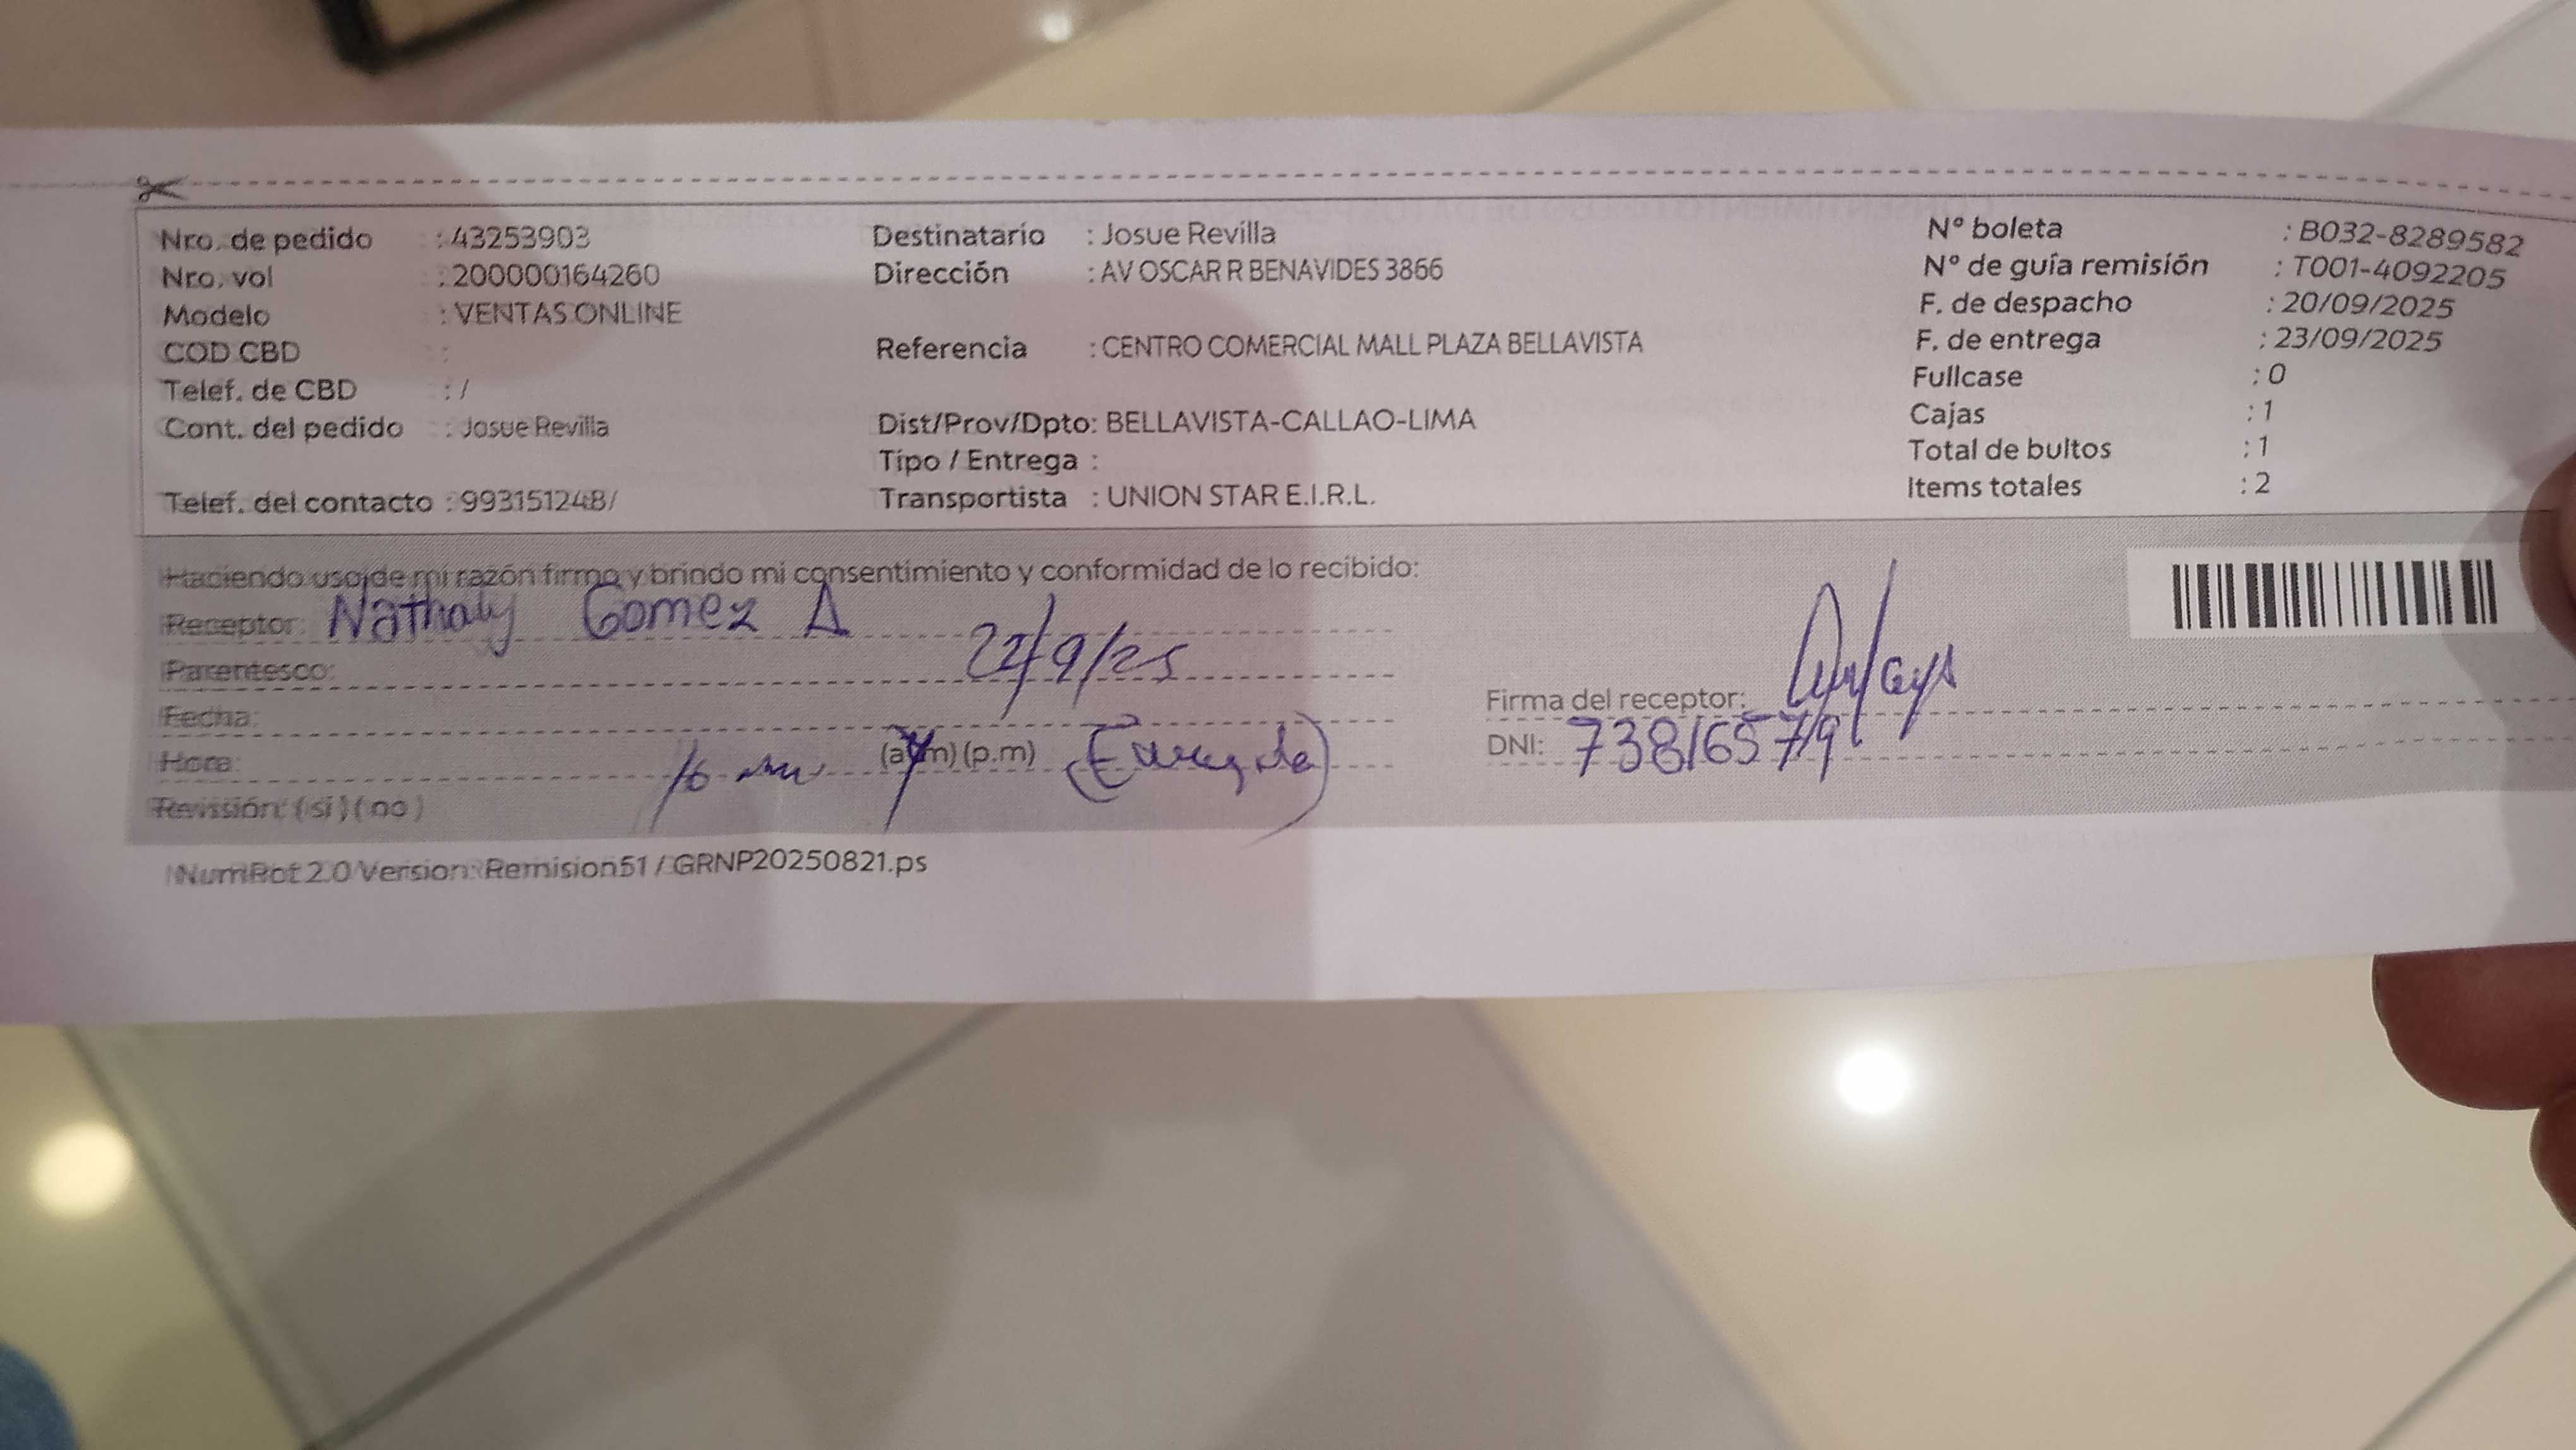 Nro. de pedido : 43253903
Nro. vol : 200000164260
Modelo : VENTAS ONLINE
COD CBD :
Telef. de CBD : /
Cont. del pedido : Josue Revilla
Telef. del contacto : 993151248/
Destinatario : Josue Revilla
Dirección : AV OSCAR R BENAVIDES 3866
Referencia : CENTRO COMERCIAL MALL PLAZA BELLAVISTA
Dist/Prov/Dpto: BELLAVISTA-CALLAO-LIMA
Tipo / Entrega :
Transportista : UNION STAR E.I.R.L.
Nº boleta : B032-8289582
Nº de guía remisión : T001-4092205
F. de despacho : 20/09/2025
F. de entrega : 23/09/2025
Fullcase : 0
Cajas : 1
Total de bultos : 1
Items totales : 2
Haciendo uso de mi razón firmo y brindo mi consentimiento y conformidad de lo recibido:
Receptor: Nathaly Gomez A
Parentesco:
22/9/25
Fecha:
Hora: (a.m) (p.m)
Revisión: (si) (no)
Firma del receptor:
DNI: 73816579
NumRot 2.0 Version: Remision51 / GRNP20250821.ps